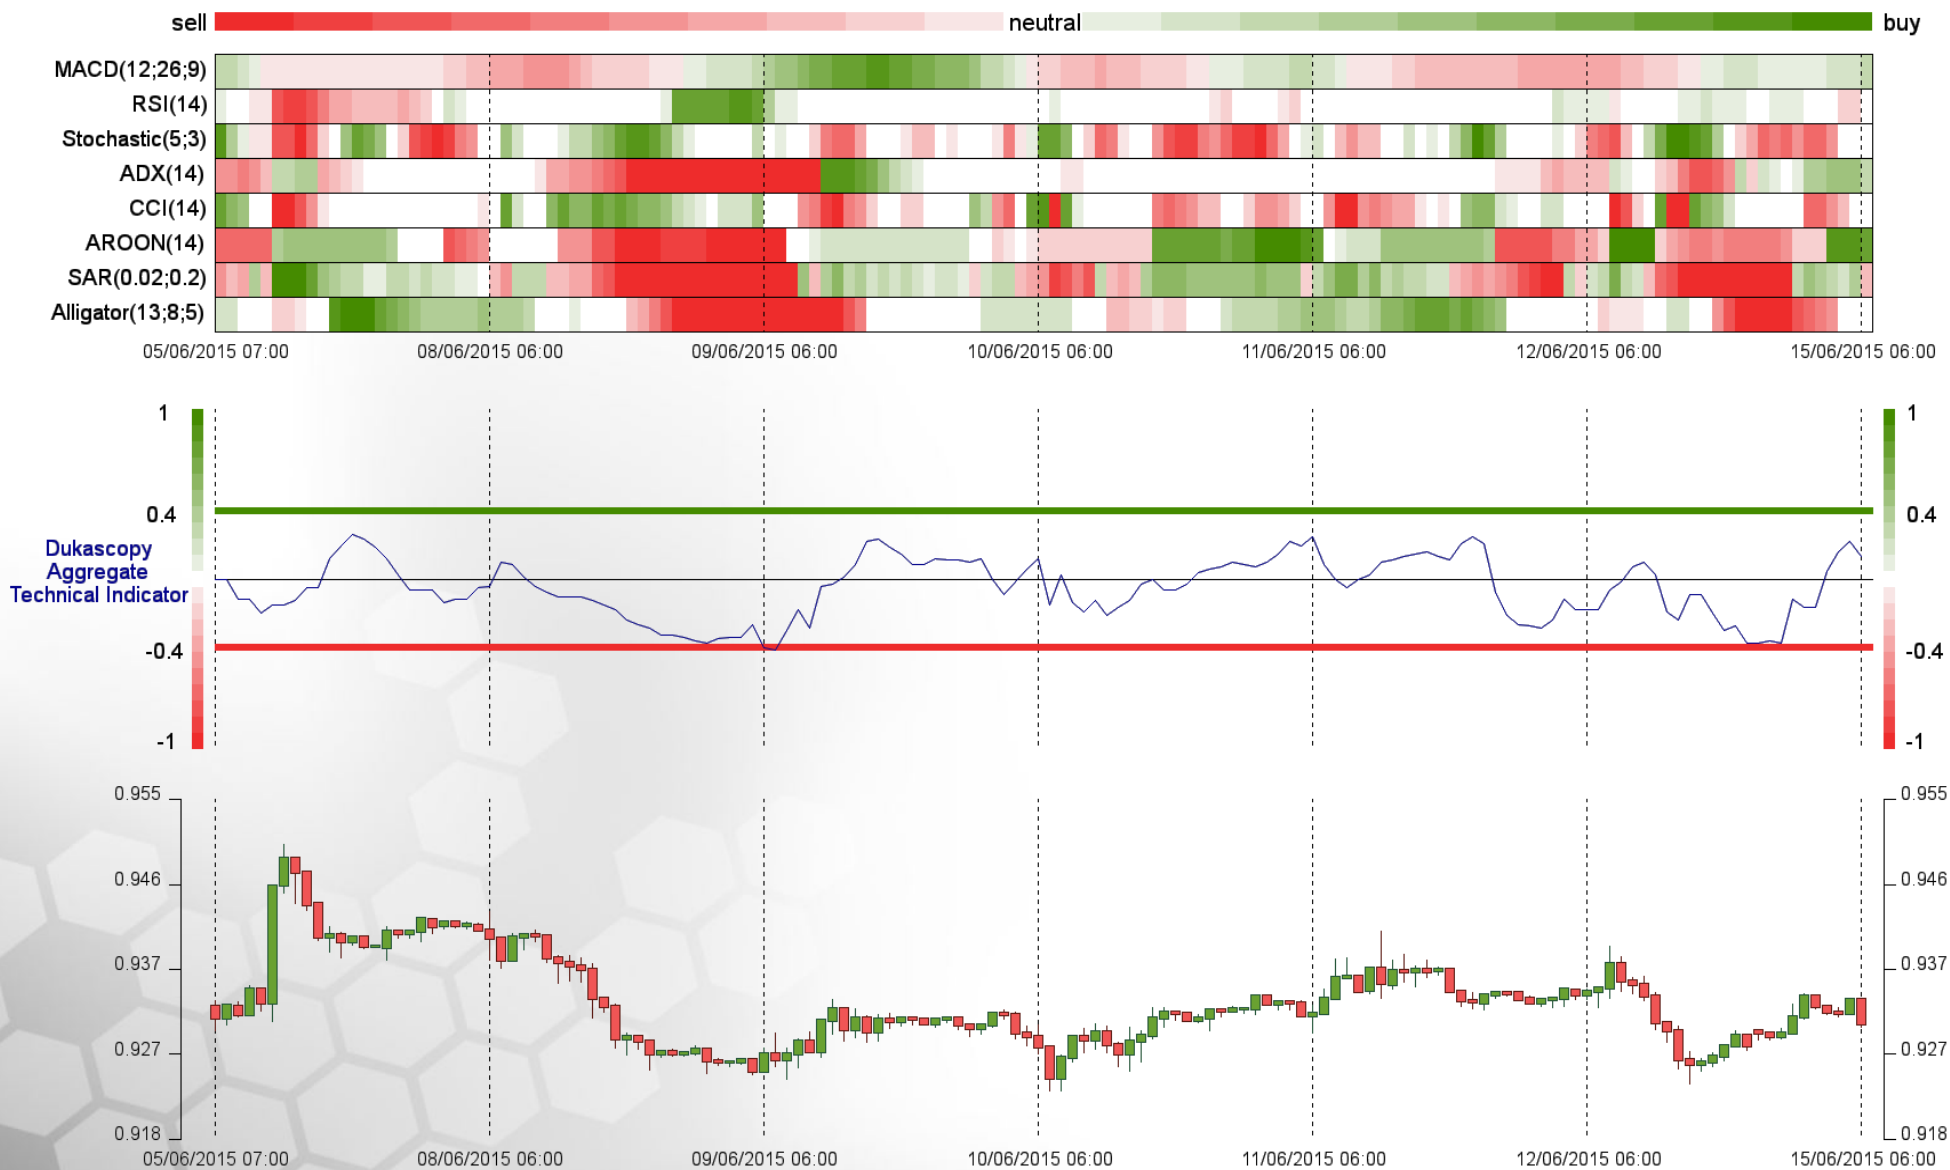 sell neutral buy
MACD(12;26;9)
RSI(14)
Stochastic(5;3)
ADX(14)
CCI(14)
AROON(14)
SAR(0.02;0.2)
Alligator(13;8;5)
05/06/2015 07:00 08/06/2015 06:00 09/06/2015 06:00 10/06/2015 06:00 11/06/2015 06:00 12/06/2015 06:00 15/06/2015 06:00
1 1
0.4 0.4
Dukascopy
Aggregate
Technical Indicator
-0.4 -0.4
-1 -1
0.955 0.955
0.946 0.946
0.937 0.937
0.927 0.927
0.918 0.918
05/06/2015 07:00 08/06/2015 06:00 09/06/2015 06:00 10/06/2015 06:00 11/06/2015 06:00 12/06/2015 06:00 15/06/2015 06:00